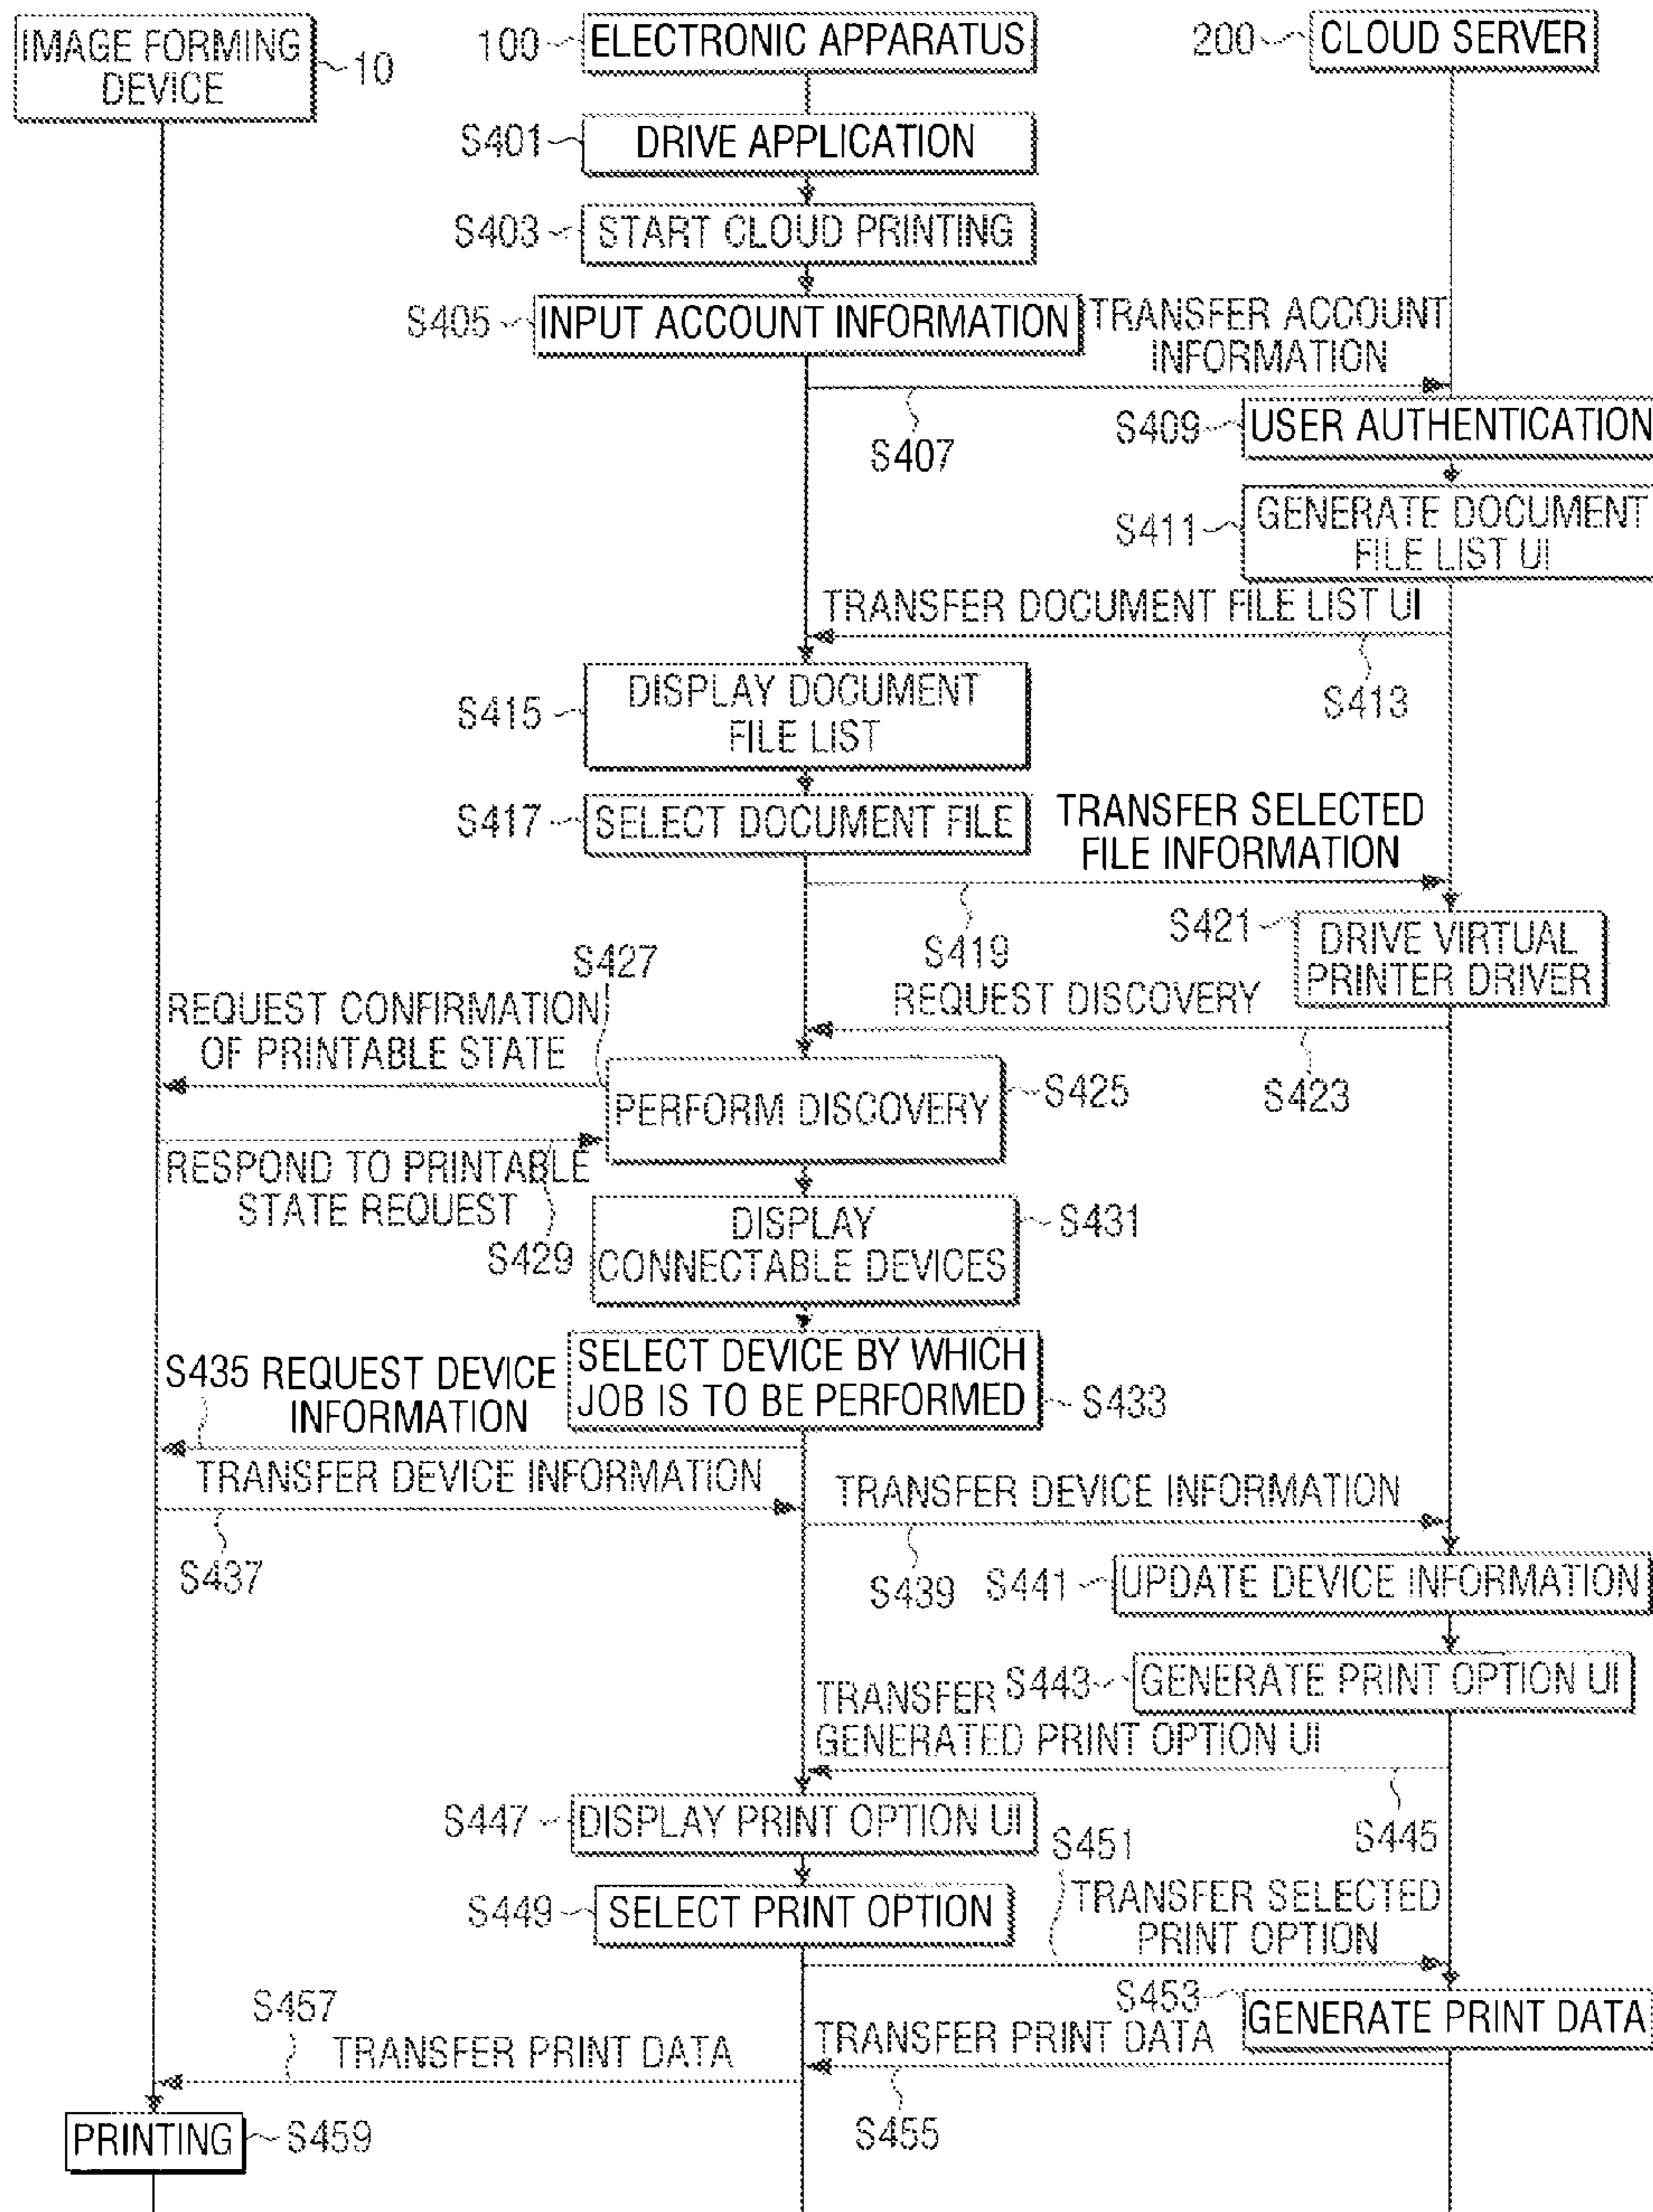 IMAGE FORMING
DEVICE
10
100
ELECTRONIC APPARATUS
200
CLOUD SERVER
S401
DRIVE APPLICATION
S403
START CLOUD PRINTING
S405
INPUT ACCOUNT INFORMATION
TRANSFER ACCOUNT
INFORMATION
S407
S409
USER AUTHENTICATION
S411
GENERATE DOCUMENT
FILE LIST UI
TRANSFER DOCUMENT FILE LIST UI
S413
S415
DISPLAY DOCUMENT
FILE LIST
S417
SELECT DOCUMENT FILE
TRANSFER SELECTED
FILE INFORMATION
S419
S421
DRIVE VIRTUAL
PRINTER DRIVER
REQUEST DISCOVERY
S423
S427
REQUEST CONFIRMATION
OF PRINTABLE STATE
PERFORM DISCOVERY
S425
RESPOND TO PRINTABLE
STATE REQUEST
S429
DISPLAY
CONNECTABLE DEVICES
S431
SELECT DEVICE BY WHICH
JOB IS TO BE PERFORMED
S433
S435 REQUEST DEVICE
INFORMATION
TRANSFER DEVICE INFORMATION
S437
TRANSFER DEVICE INFORMATION
S439
S441
UPDATE DEVICE INFORMATION
S443
GENERATE PRINT OPTION UI
TRANSFER
GENERATED PRINT OPTION UI
S445
S447
DISPLAY PRINT OPTION UI
S449
SELECT PRINT OPTION
S451
TRANSFER SELECTED
PRINT OPTION
S453
GENERATE PRINT DATA
TRANSFER PRINT DATA
S455
S457
TRANSFER PRINT DATA
PRINTING
S459